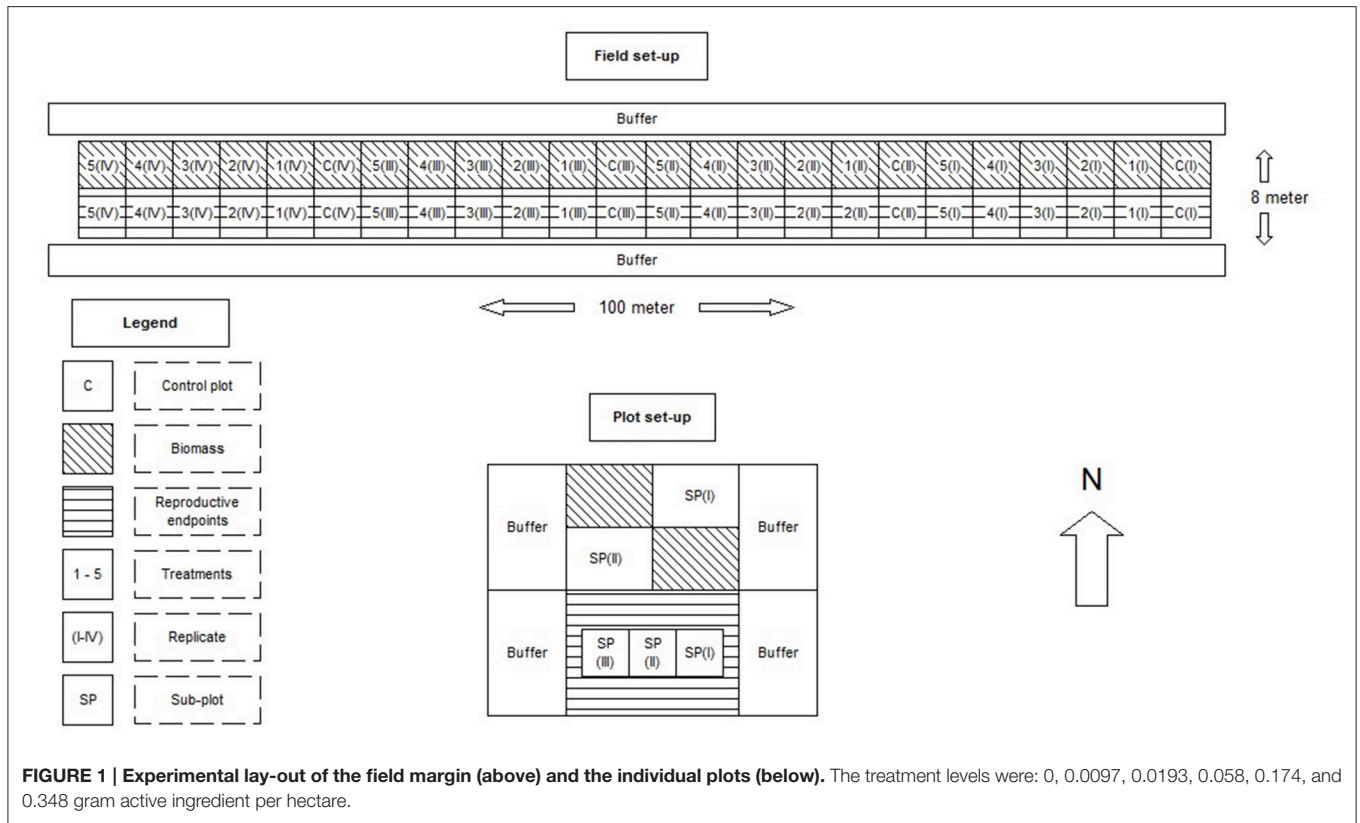 Field set-up
Buffer
5(IV) 4(IV) 3(IV) 2(IV) 1(IV) C(IV) 5(III) 4(III) 3(III) 2(III) 1(III) C(III) 5(II) 4(II) 3(II) 2(II) 1(II) C(II) 5(I) 4(I) 3(I) 2(I) 1(I) C(I)
5(IV) 4(IV) 3(IV) 2(IV) 1(IV) C(IV) 5(III) 4(III) 3(III) 2(III) 1(III) C(III) 5(II) 4(II) 3(II) 2(II) 2(II) C(II) 5(I) 4(I) 3(I) 2(I) 1(I) C(I)
8 meter
Buffer
100 meter
Legend
C Control plot
Biomass
Reproductive
endpoints
1 - 5 Treatments
(I-IV) Replicate
SP Sub-plot
Plot set-up
Buffer SP(I) Buffer
SP(II)
Buffer SP SP SP(I) Buffer
(III) (II)
N
FIGURE 1 | Experimental lay-out of the field margin (above) and the individual plots (below). The treatment levels were: 0, 0.0097, 0.0193, 0.058, 0.174, and
0.348 gram active ingredient per hectare.